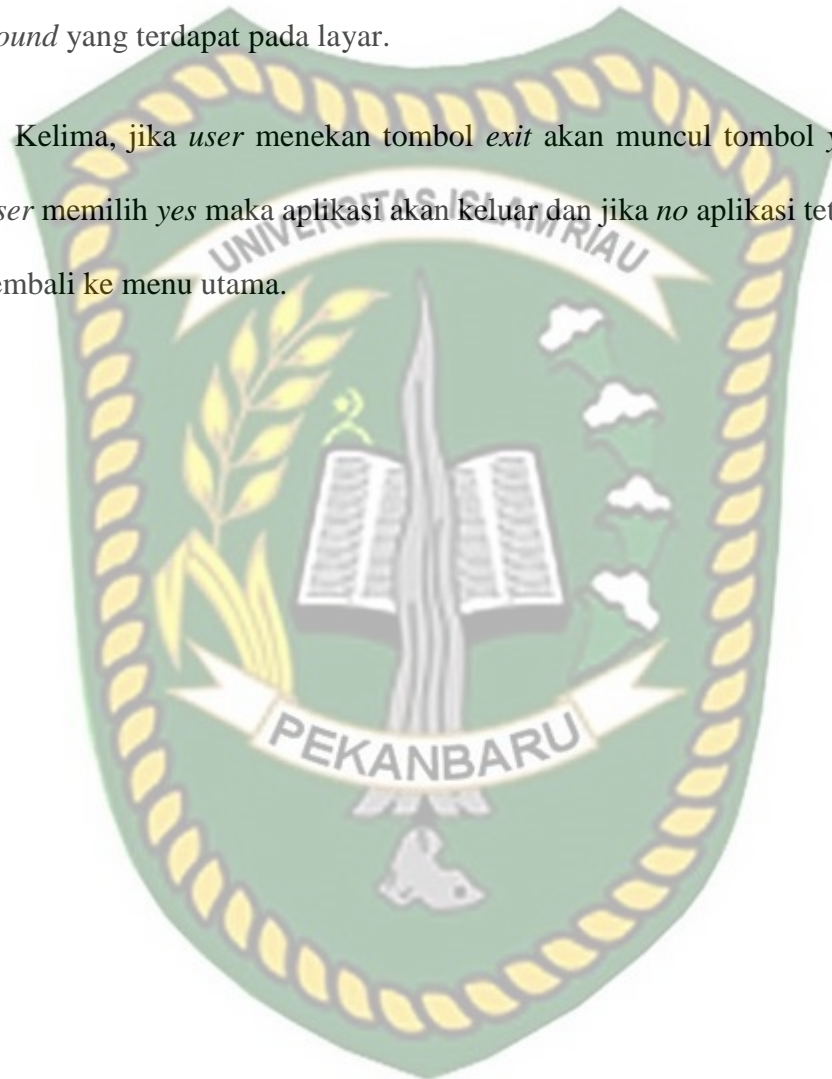 ound yang terdapat pada layar.
Kelima, jika user menekan tombol exit akan muncul tombol y
ser memilih yes maka aplikasi akan keluar dan jika no aplikasi tet
embali ke menu utama.
UNIVERSITAS ISLAM RIAU
PEKANBARU